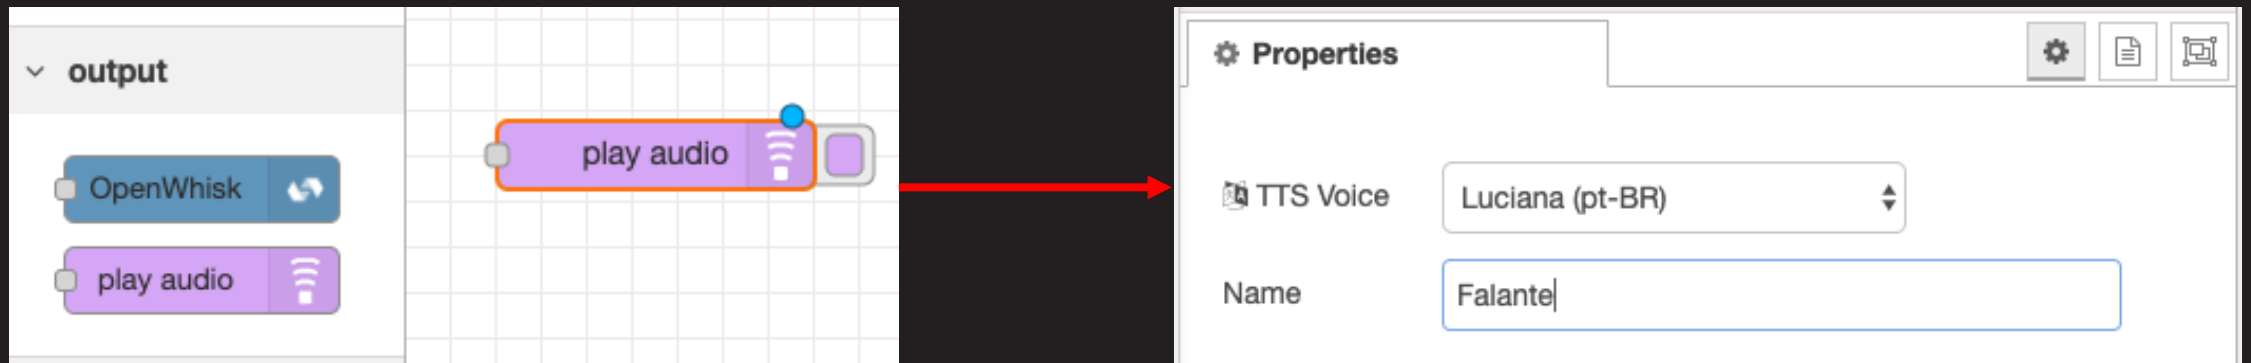 output
OpenWhisk
play audio
play audio
Properties
TTS Voice
Luciana (pt-BR)
Name
Falante